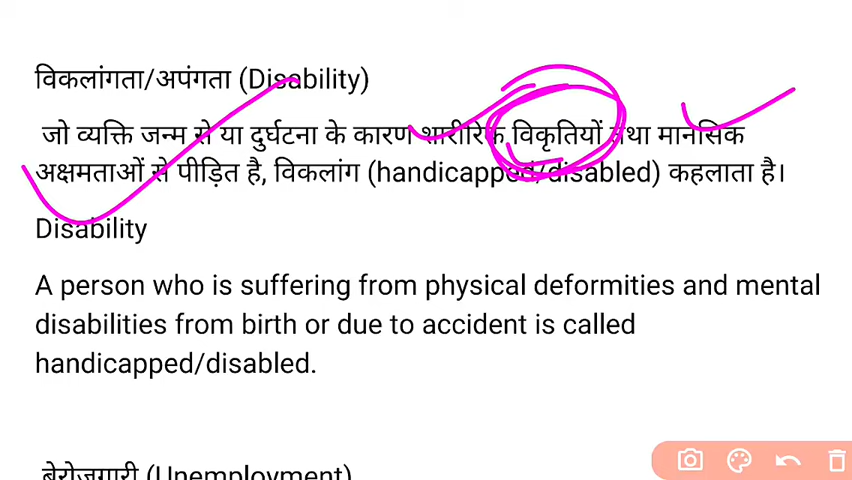 विकलांगता/अपंगता (Disability)
जो व्यक्ति जन्म से या दुर्घटना के कारण शारीरिक विकृतियों तथा मानसिक
अक्षमताओं से पीड़ित है, विकलांग (handicapped/disabled) कहलाता है।
Disability
A person who is suffering from physical deformities and mental
disabilities from birth or due to accident is called
handicapped/disabled.
बेरोजगारी (Unemployment)